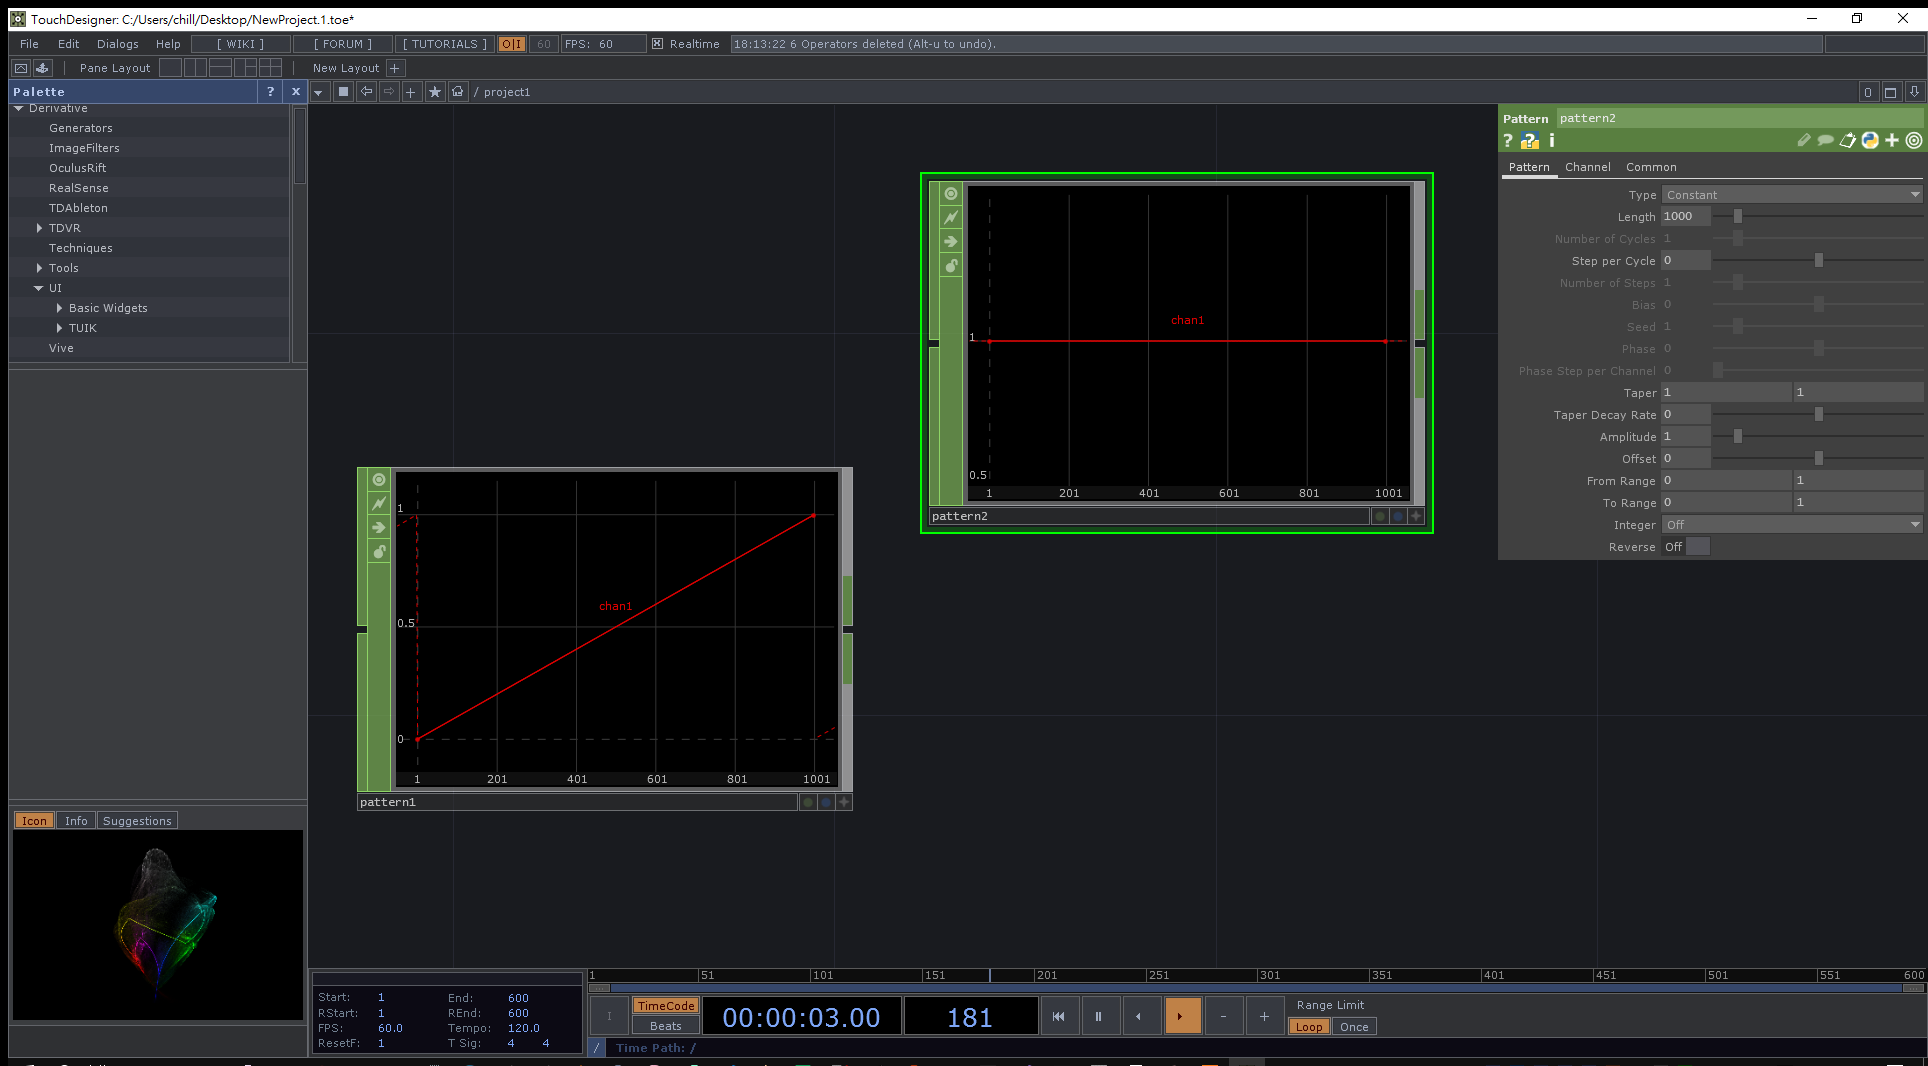 TouchDesigner: C:/Users/chill/Desktop/NewProject.1.toe*
File Edit Dialogs Help [ WIKI ] [ FORUM ] [ TUTORIALS ] O|I 60 FPS: 60 Realtime 18:13:22 6 Operators deleted (Alt-u to undo).
Pane Layout New Layout +
Palette ? x / project1 0
Derivative
Generators
ImageFilters
OculusRift
RealSense
TDAbleton
TDVR
Techniques
Tools
UI
Basic Widgets
TUIK
Vive
chan1
1
0.5
1 201 401 601 801 1001
pattern2
1
chan1
0.5
0
1 201 401 601 801 1001
pattern1
Pattern pattern2
? ? i
Pattern Channel Common
Type Constant
Length 1000
Number of Cycles 1
Step per Cycle 0
Number of Steps 1
Bias 0
Seed 1
Phase 0
Phase Step per Channel 0
Taper 1 1
Taper Decay Rate 0
Amplitude 1
Offset 0
From Range 0 1
To Range 0 1
Integer Off
Reverse Off
Icon Info Suggestions
1 51 101 151 201 251 301 351 401 451 501 551 600
Start: 1 End: 600
RStart: 1 REnd: 600
FPS: 60.0 Tempo: 120.0
ResetF: 1 T Sig: 4 4
I TimeCode 00:00:03.00 181 - + Range Limit
Beats Loop Once
/ Time Path: /